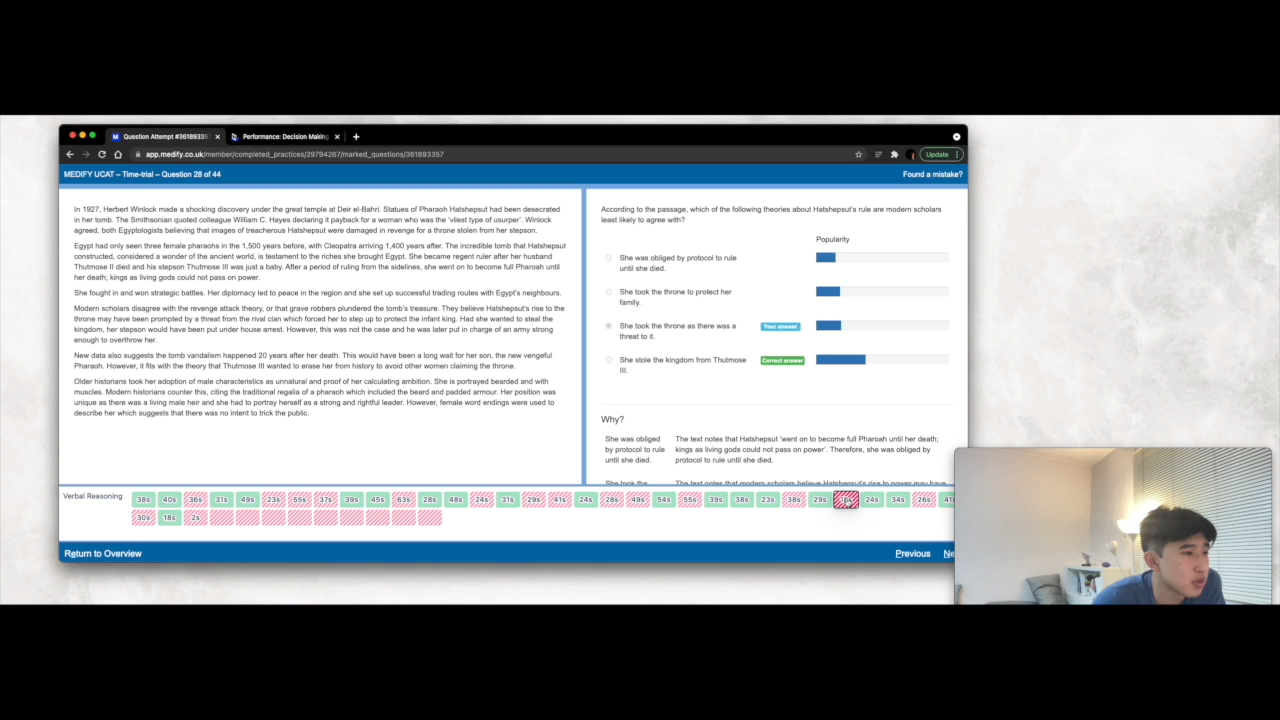 Question Attempt #3618933
Performance: Decision Making
app.medify.co.uk/member/completed_practices/29794267/marked_questions/361893357
Update
MEDIFY UCAT – Time-trial – Question 28 of 44
Found a mistake?
In 1927, Herbert Winlock made a shocking discovery under the great temple at Deir el-Bahri. Statues of Pharaoh Hatshepsut had been desecrated
in her tomb. The Smithsonian quoted colleague William C. Hayes declaring it payback for a woman who was the 'vilest type of usurper'. Winlock
agreed, both Egyptologists believing that images of treacherous Hatshepsut were damaged in revenge for a throne stolen from her stepson.
Egypt had only seen three female pharaohs in the 1,500 years before, with Cleopatra arriving 1,400 years after. The incredible tomb that Hatshepsut
constructed, considered a wonder of the ancient world, is testament to the riches she brought Egypt. She became regent ruler after her husband
Thutmose II died and his stepson Thutmose III was just a baby. After a period of ruling from the sidelines, she went on to become full Pharaoh until
her death; kings as living gods could not pass on power.
She fought in and won strategic battles. Her diplomacy led to peace in the region and she set up successful trading routes with Egypt's neighbours.
Modern scholars disagree with the revenge attack theory, or that grave robbers plundered the tomb's treasure. They believe Hatshepsut's rise to the
throne may have been prompted by a threat from the rival clan which forced her to step up to protect the infant king. Had she wanted to steal the
kingdom, her stepson would have been put under house arrest. However, this was not the case and he was later put in charge of an army strong
enough to overthrow her.
New data also suggests the tomb vandalism happened 20 years after her death. This would have been a long wait for her son, the new vengeful
Pharaoh. However, it fits with the theory that Thutmose III wanted to erase her from history to avoid other women claiming the throne.
Older historians took her adoption of male characteristics as unnatural and proof of her calculating ambition. She is portrayed bearded and with
muscles. Modern historians counter this, citing the traditional regalia of a pharaoh which included the beard and padded armour. Her position was
unique as there was a living male heir and she had to portray herself as a strong and rightful leader. However, female word endings were used to
describe her which suggests that there was no intent to trick the public.
According to the passage, which of the following theories about Hatshepsut's rule are modern scholars
least likely to agree with?
Popularity
She was obliged by protocol to rule
until she died.
She took the throne to protect her
family.
She took the throne as there was a
threat to it.
Your answer
She stole the kingdom from Thutmose
III.
Correct answer
Why?
She was obliged
by protocol to rule
until she died.
The text notes that Hatshepsut 'went on to become full Pharaoh until her death;
kings as living gods could not pass on power'. Therefore, she was obliged by
protocol to rule until she died.
She took the
The text notes that modern scholars believe Hatshepsut's rise to power may have
Verbal Reasoning
38s 40s 36s 31s 49s 23s 55s 37s 39s 45s 63s 28s 48s 24s 31s 29s 41s 24s 28s 49s 54s 55s 39s 38s 23s 38s 29s 24s 34s 26s 41s
30s 18s 2s
Return to Overview
Previous